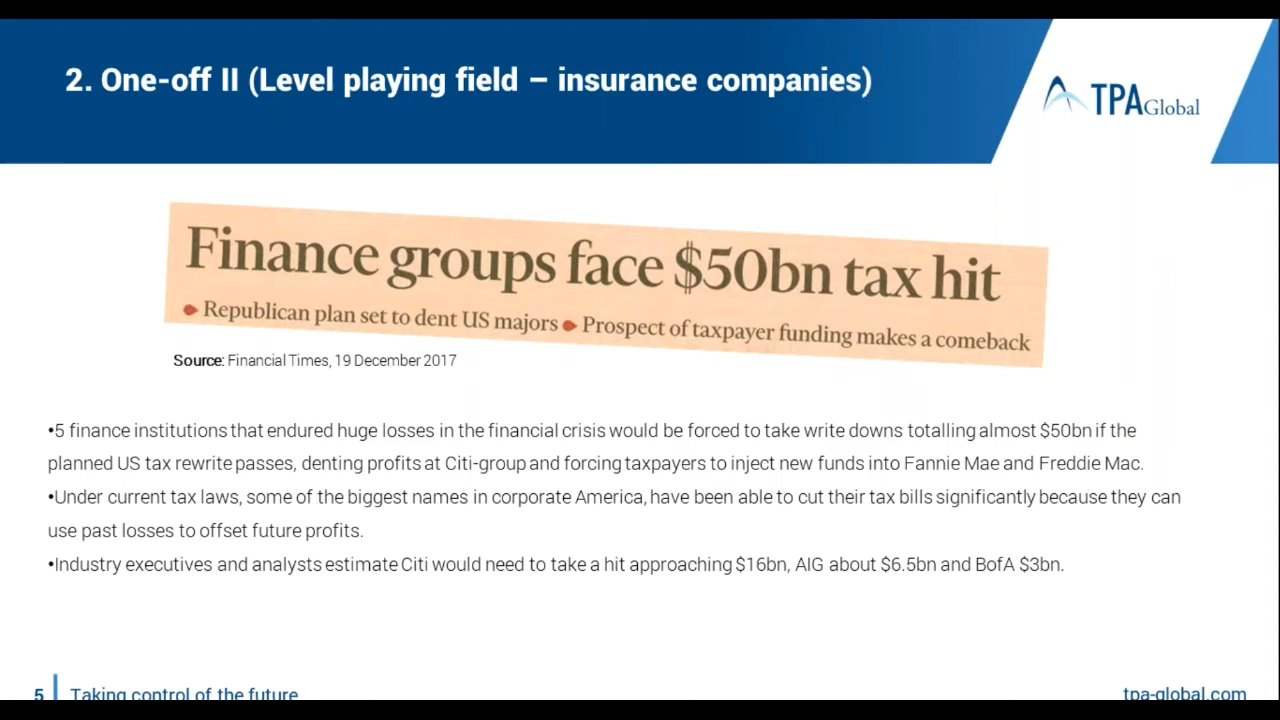 2. One-off II (Level playing field – insurance companies)
TPA Global
Finance groups face $50bn tax hit
Republican plan set to dent US majors Prospect of taxpayer funding makes a comeback
Source: Financial Times, 19 December 2017
•5 finance institutions that endured huge losses in the financial crisis would be forced to take write downs totalling almost $50bn if the
planned US tax rewrite passes, denting profits at Citi-group and forcing taxpayers to inject new funds into Fannie Mae and Freddie Mac.
•Under current tax laws, some of the biggest names in corporate America, have been able to cut their tax bills significantly because they can
use past losses to offset future profits.
•Industry executives and analysts estimate Citi would need to take a hit approaching $16bn, AIG about $6.5bn and BofA $3bn.
5 Taking control of the future
tpa-global.com